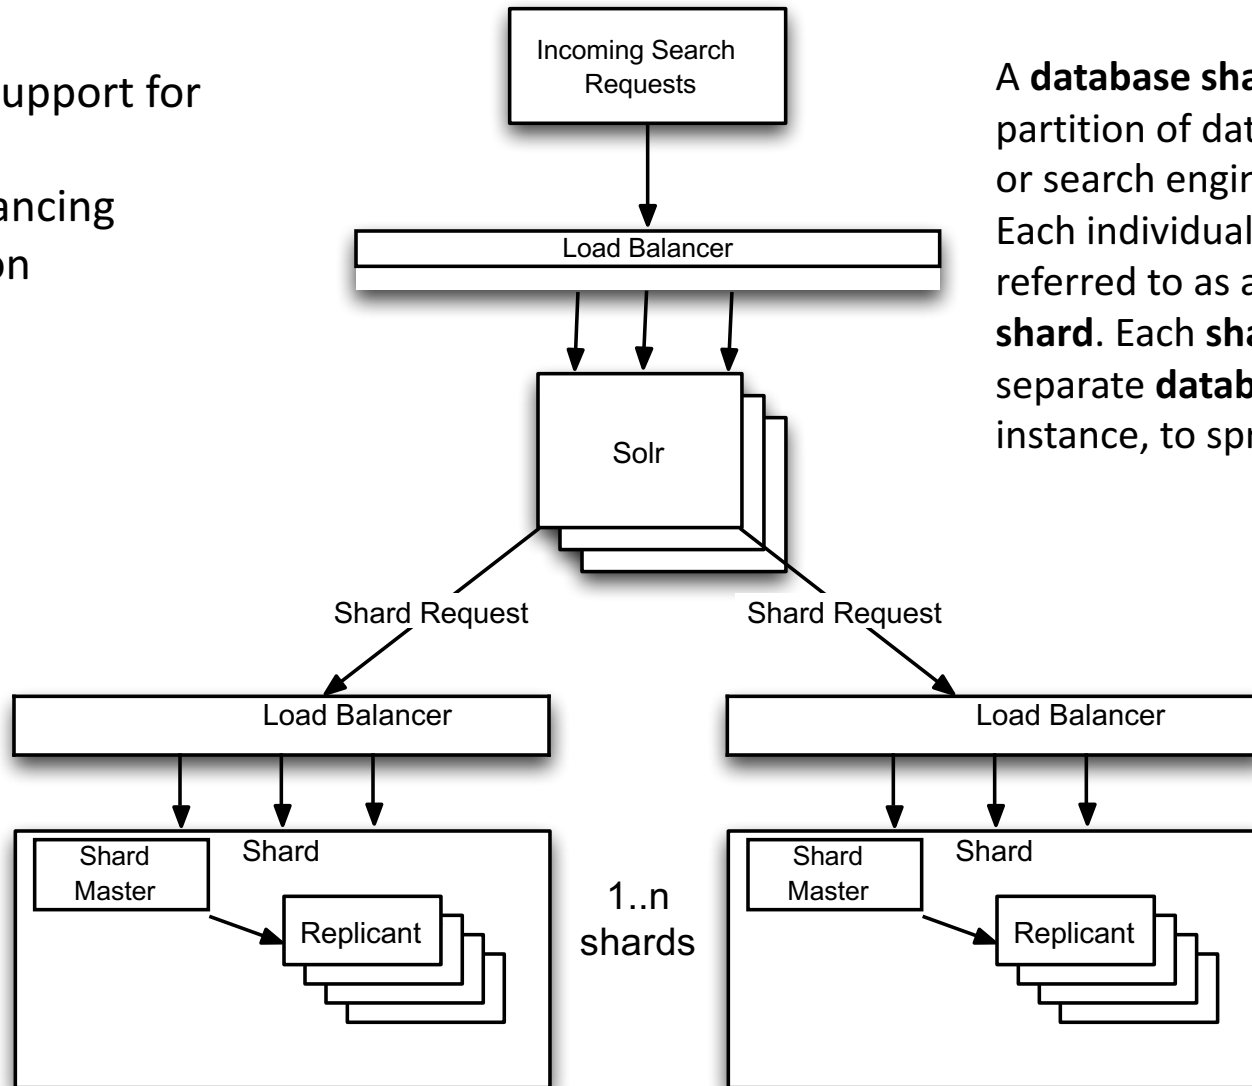 upport for
ancing
on
Incoming Search
Requests
Load Balancer
Solr
Shard Request
Shard Request
Load Balancer
Load Balancer
Shard
Master
Shard
Replicant
1..n
shards
Shard
Master
Shard
Replicant
A database sha
partition of dat
or search engin
Each individual
referred to as a
shard. Each sha
separate datab
instance, to spr